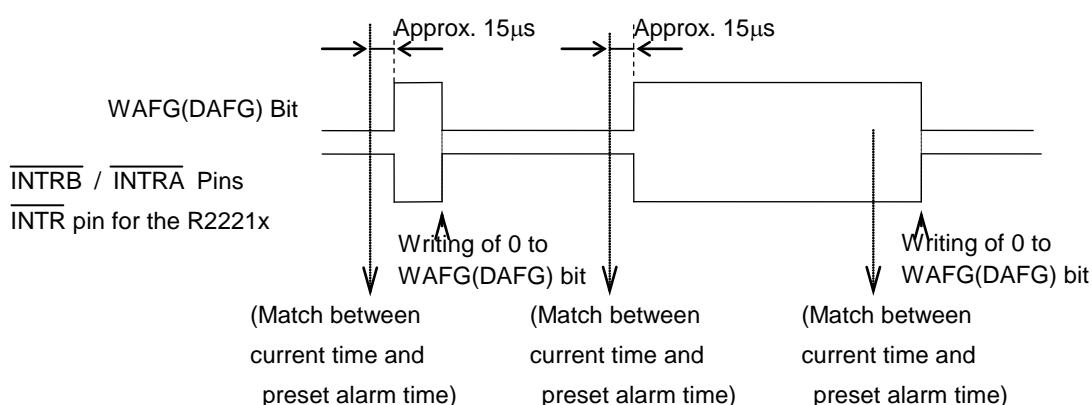 Approx. 15μs Approx. 15μs
WAFG(DAFG) Bit
INTRB / INTRA Pins
INTR pin for the R2221x
Writing of 0 to
WAFG(DAFG) bit
Writing of 0 to
WAFG(DAFG) bit
(Match between
current time and
preset alarm time)
(Match between
current time and
preset alarm time)
(Match between
current time and
preset alarm time)